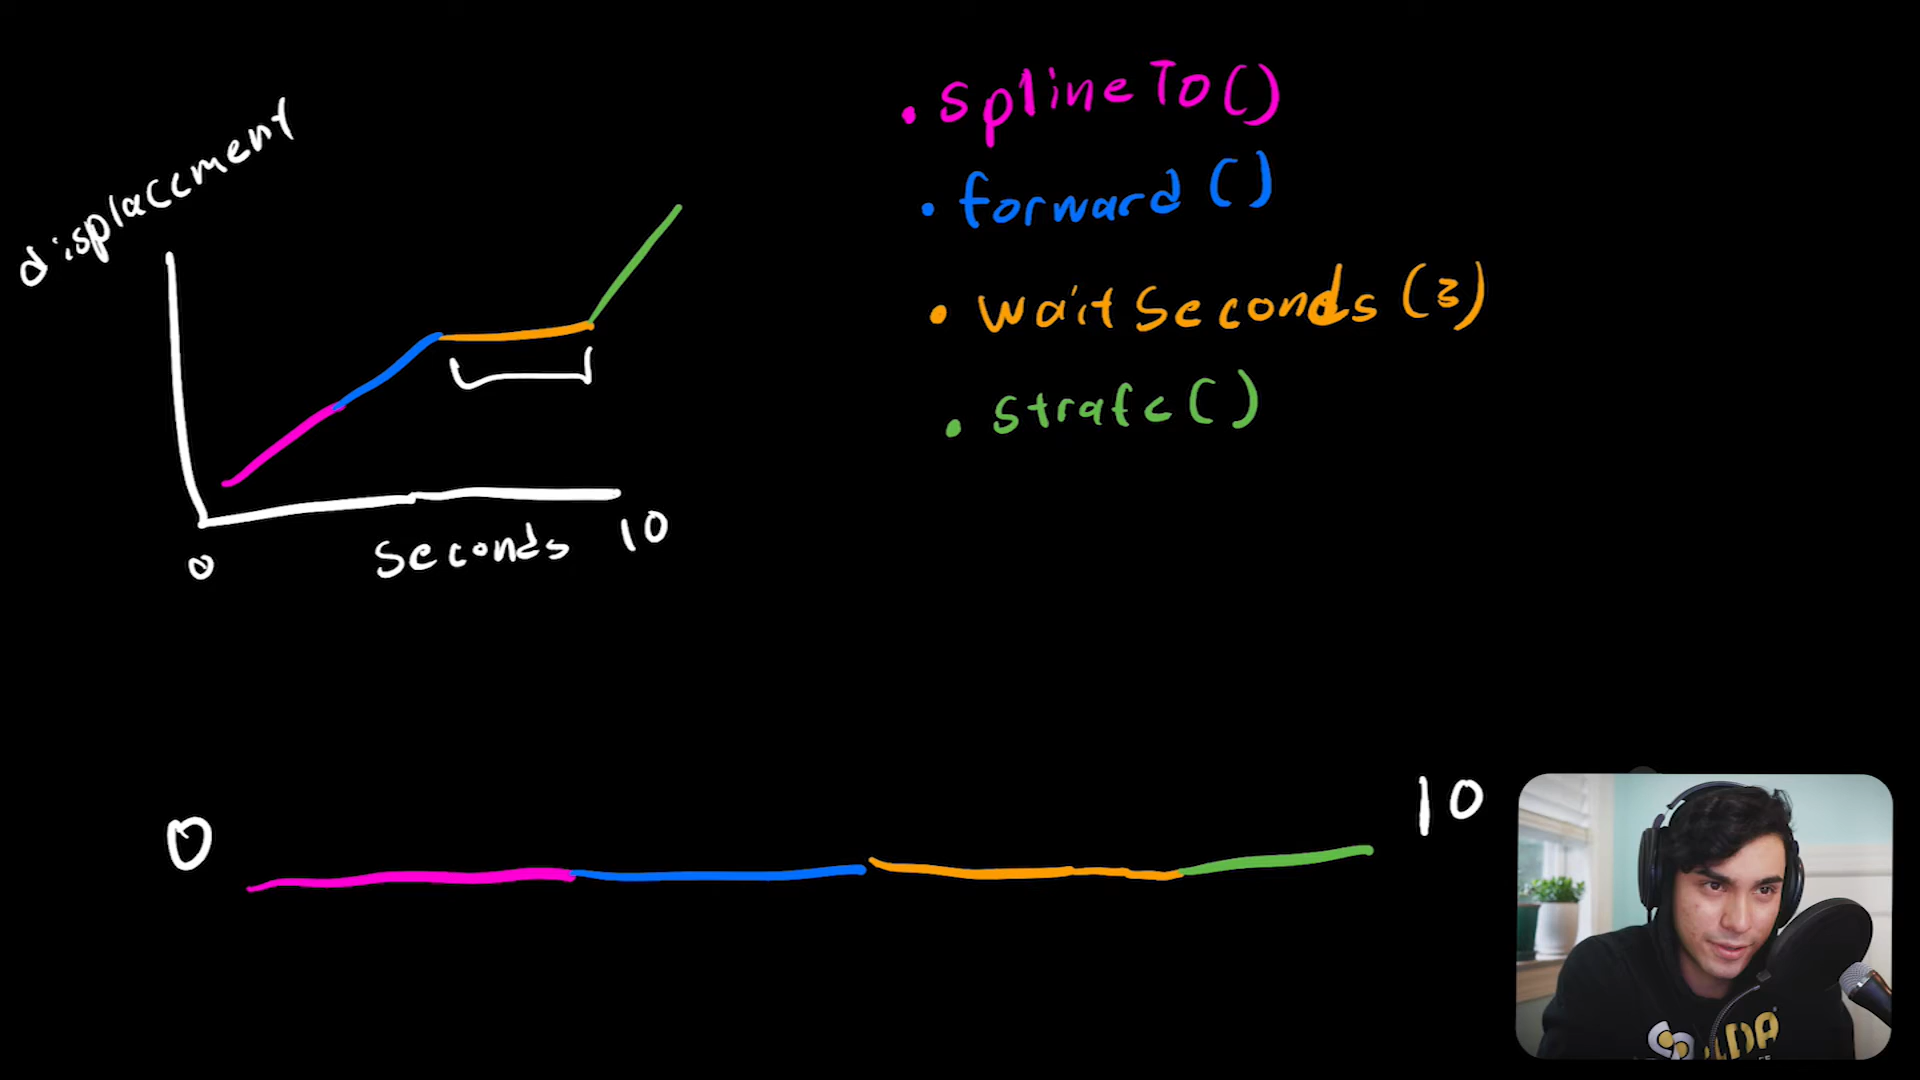 displacement
0
Seconds
10
• splineTo()
• forward()
• waitSeconds(3)
• strafe()
0
10